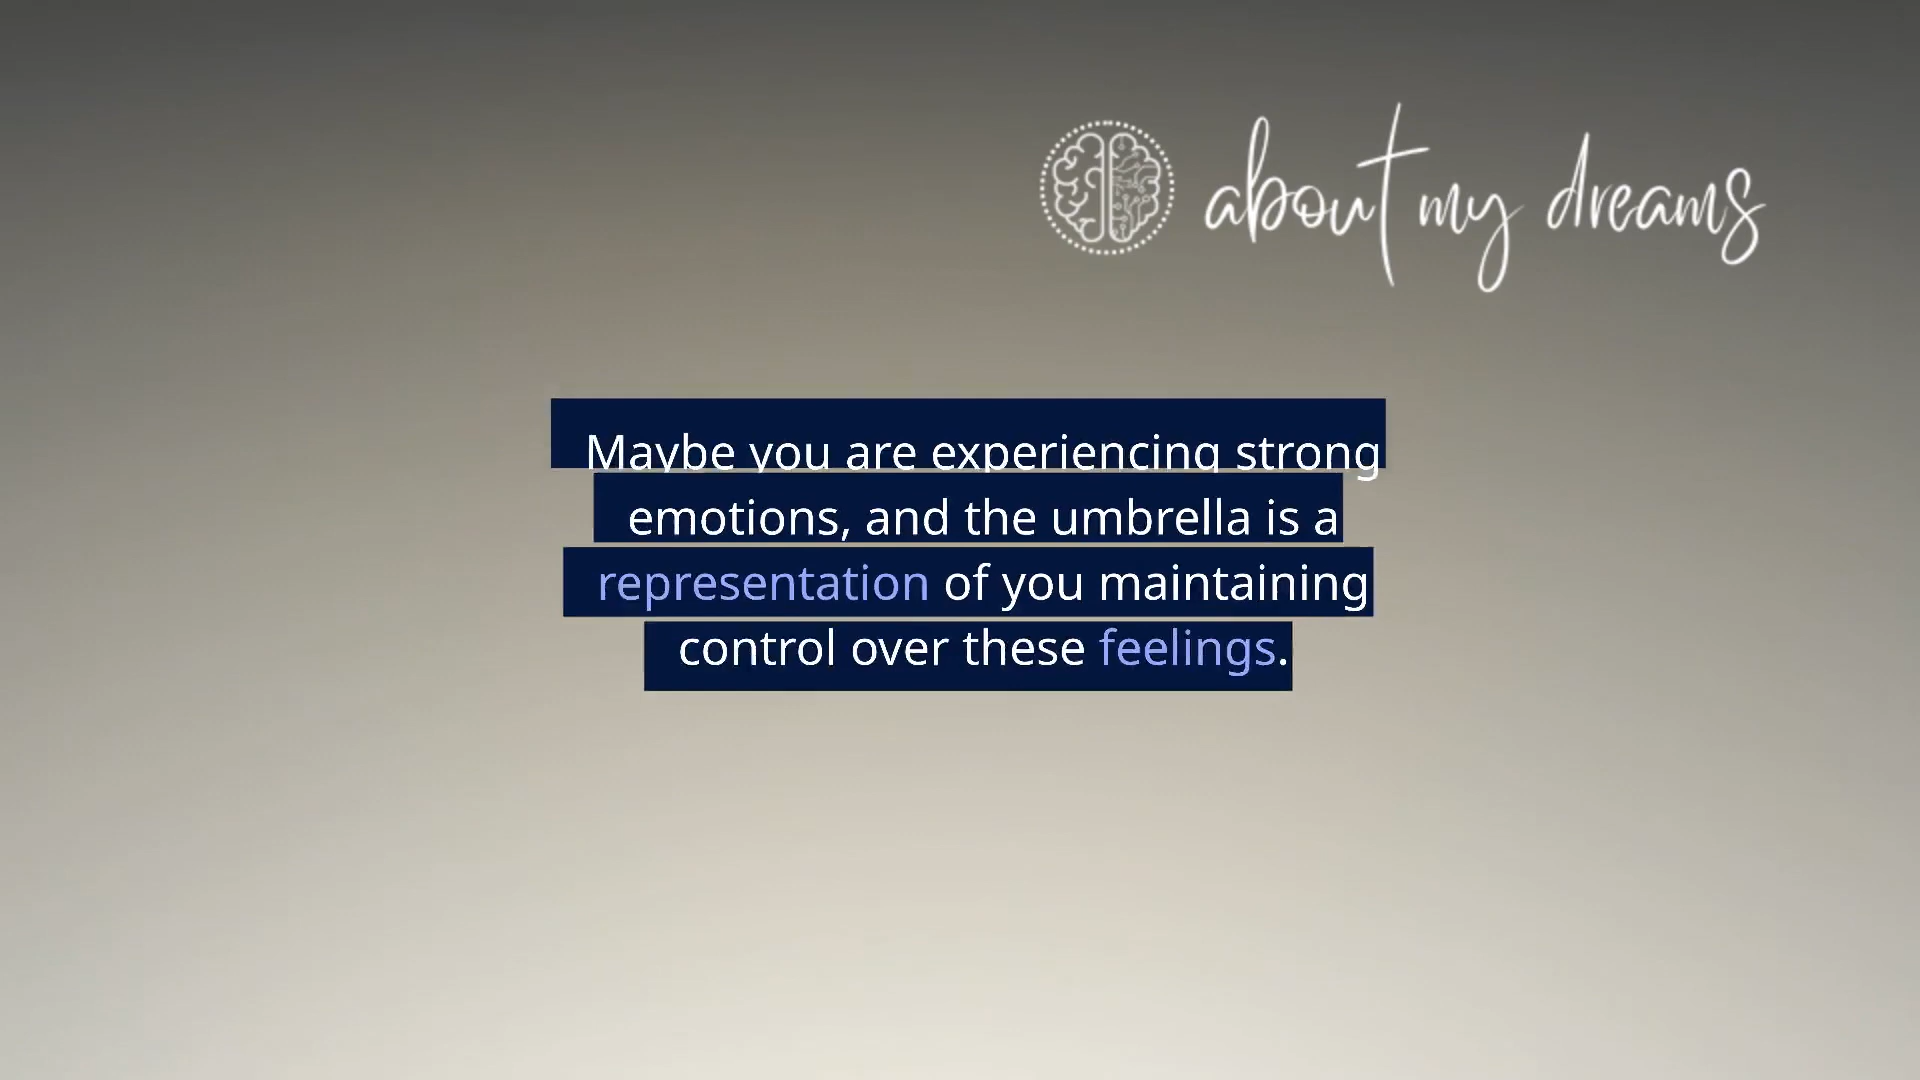 about my dreams
Maybe you are experiencing strong
emotions, and the umbrella is a
representation of you maintaining
control over these feelings.